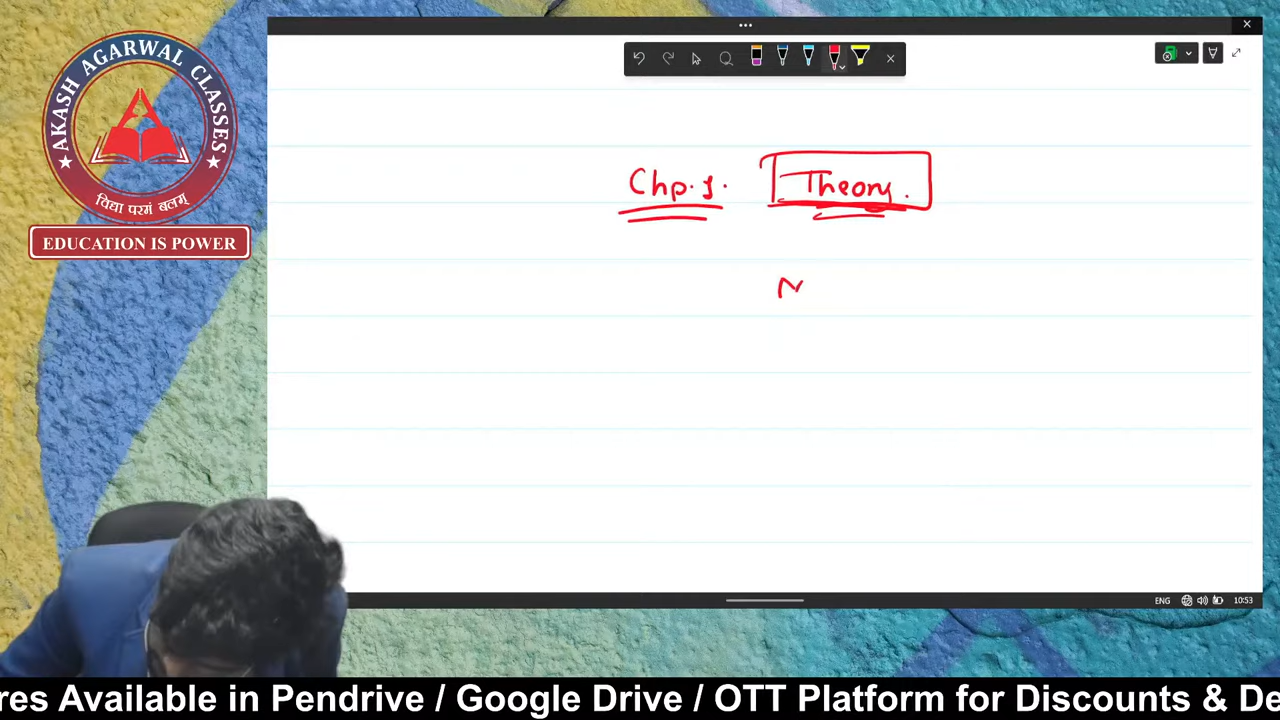 AKASH AGARWAL CLASSES
विद्या परमं बलम्
EDUCATION IS POWER
Chp. 1. Theory.
N
ENG 10:53
res Available in Pendrive / Google Drive / OTT Platform for Discounts & De